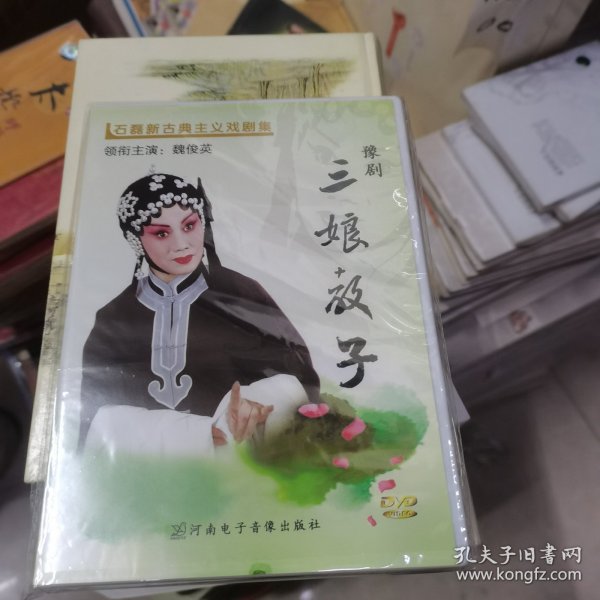 石磊新古典主义戏剧集
领衔主演：魏俊英
豫剧
三娘教子
DVD
VIDEO
河南电子音像出版社
孔夫子旧书网
www.kongfz.com